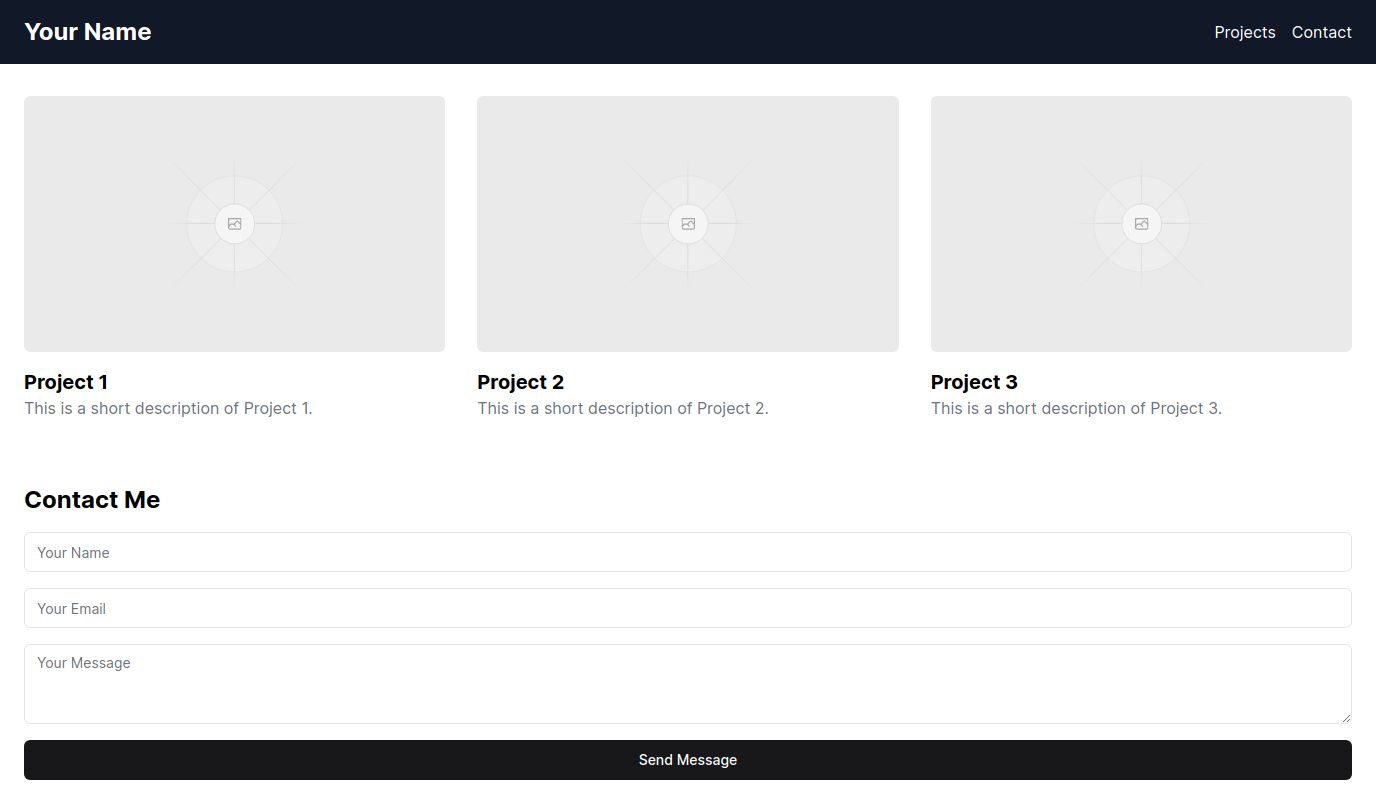 Your Name
Projects Contact
Project 1
This is a short description of Project 1.
Project 2
This is a short description of Project 2.
Project 3
This is a short description of Project 3.
Contact Me
Your Name
Your Email
Your Message
Send Message